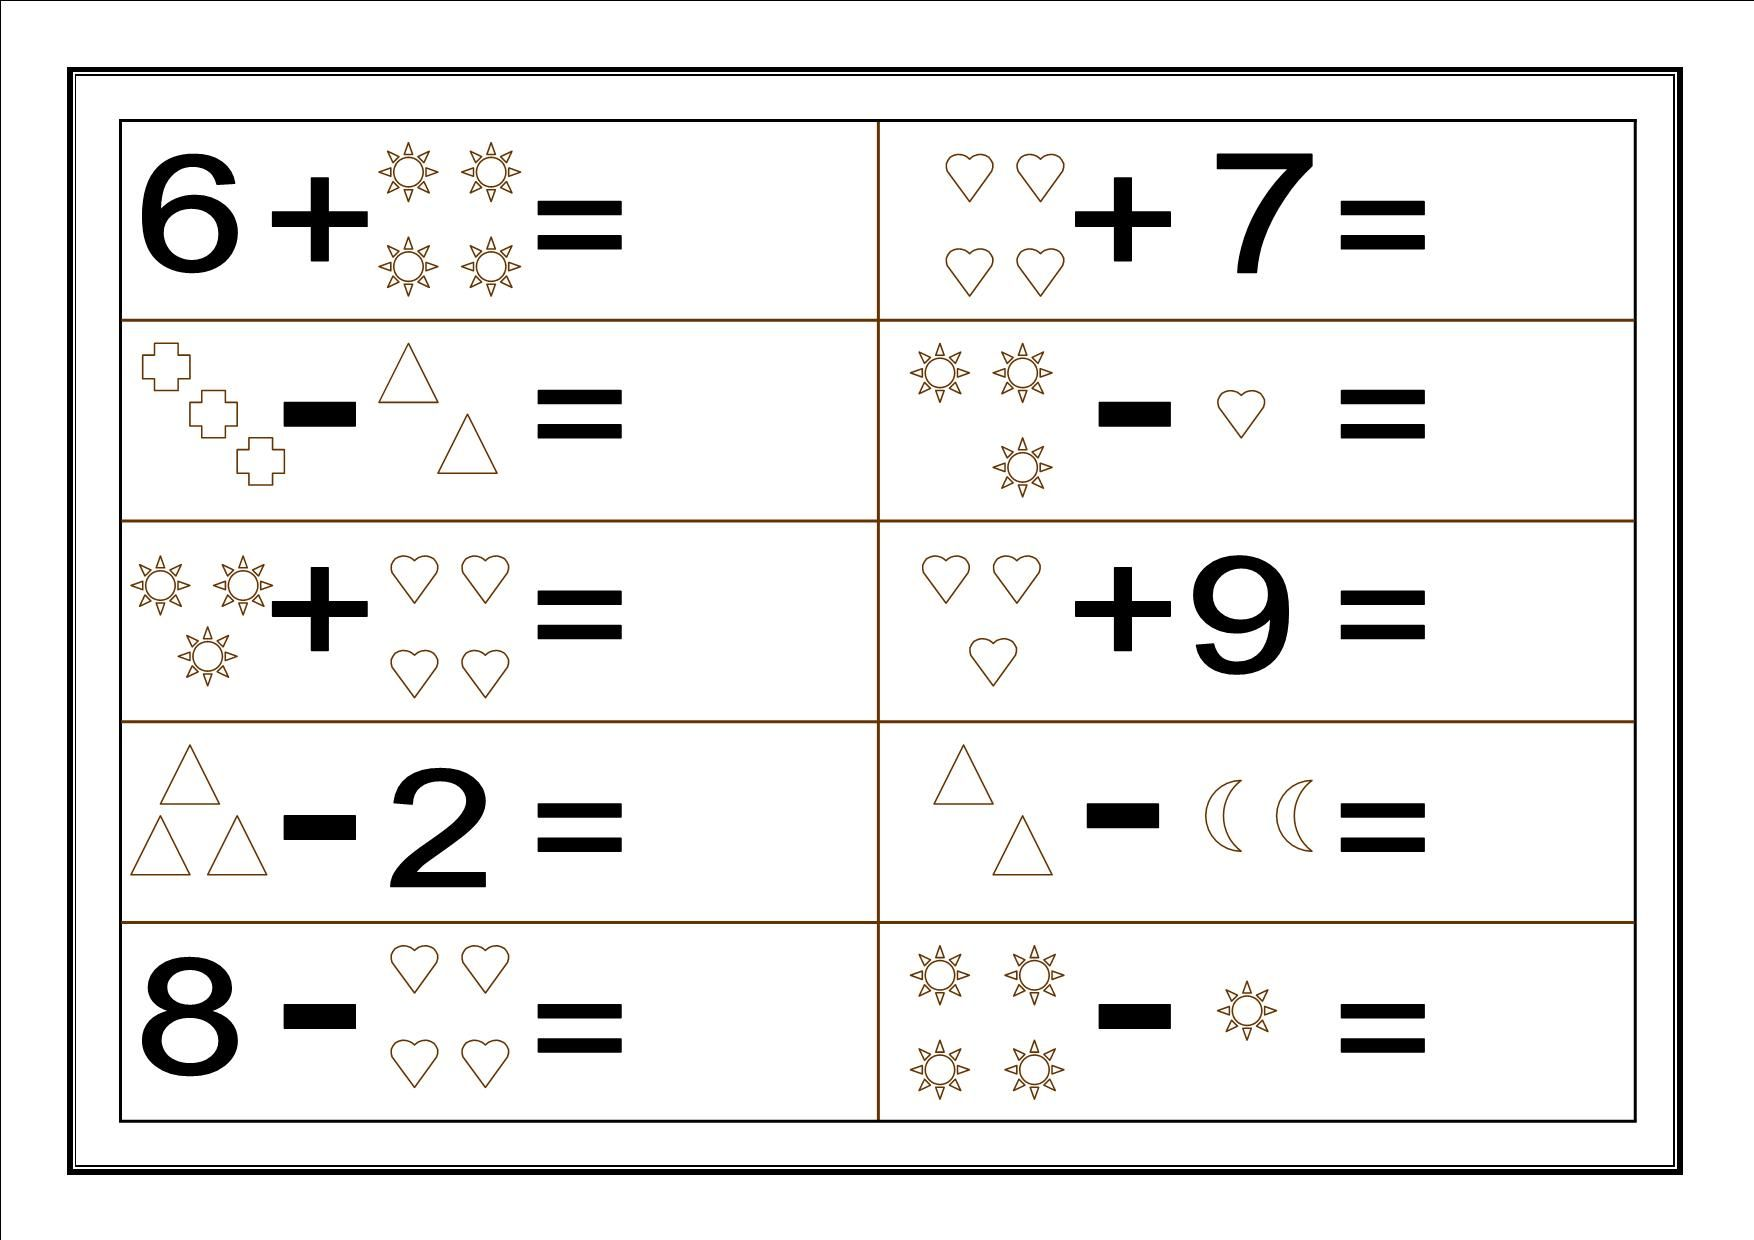 6 + =
+ 7 =
- =
- =
+ =
+ 9 =
- 2 =
- =
8 - =
- =